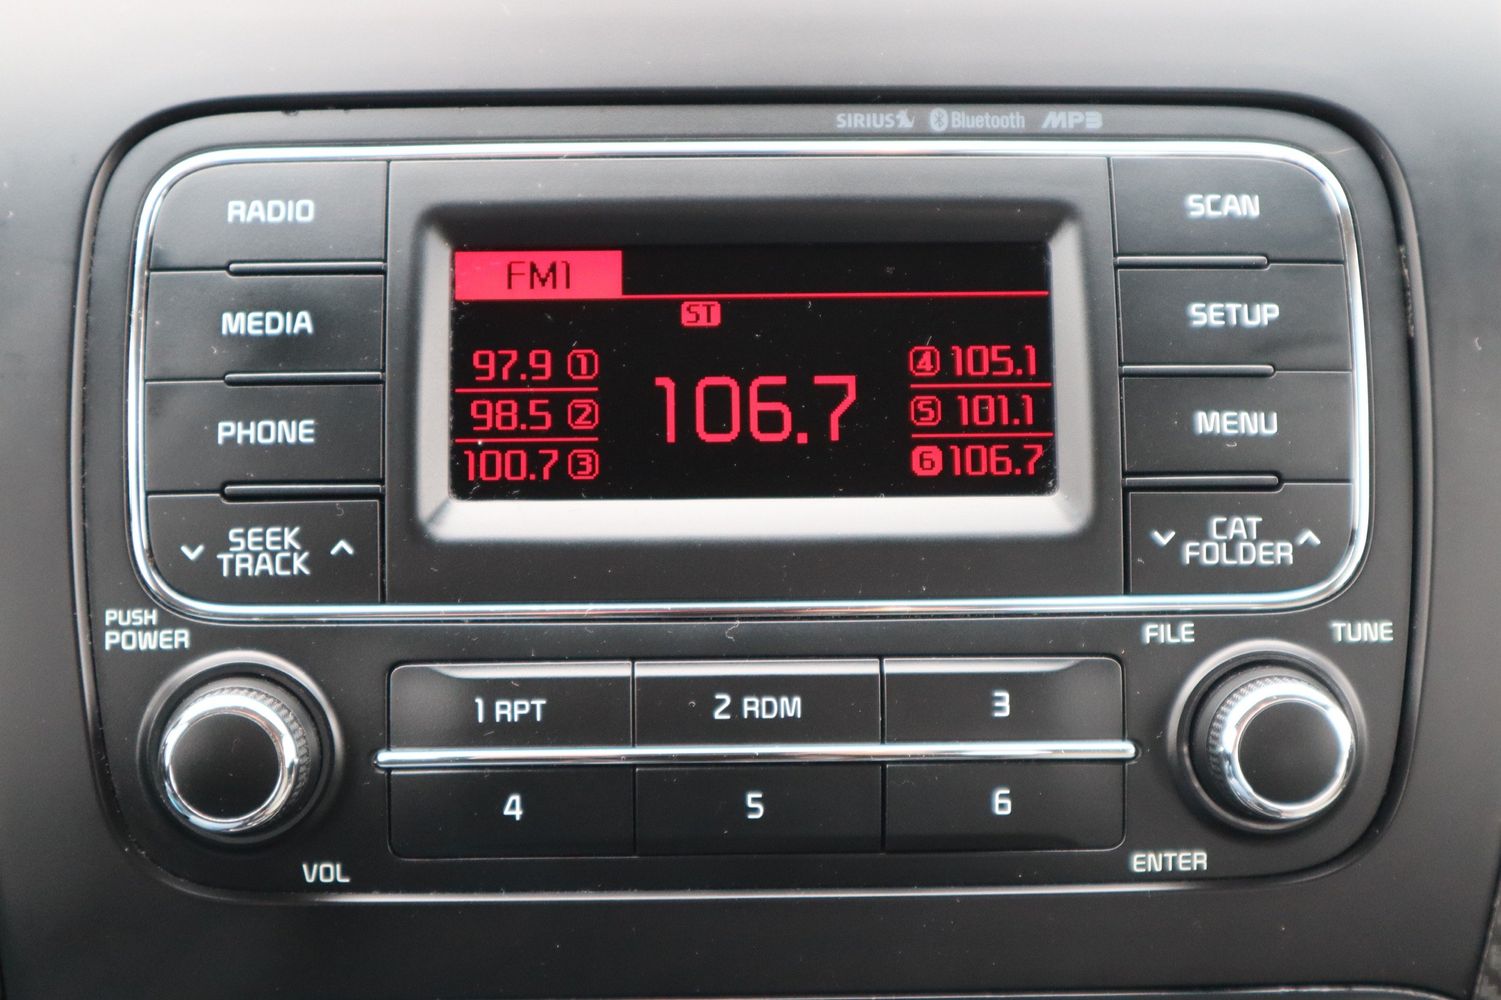 SIRIUS Bluetooth MP3
RADIO
MEDIA
PHONE
SEEK
TRACK
FM1
ST
97.9 1
98.5 2
100.7 3
106.7
4 105.1
5 101.1
6 106.7
SCAN
SETUP
MENU
CAT
FOLDER
PUSH
POWER
VOL
1 RPT
2 RDM
3
4
5
6
FILE
TUNE
ENTER